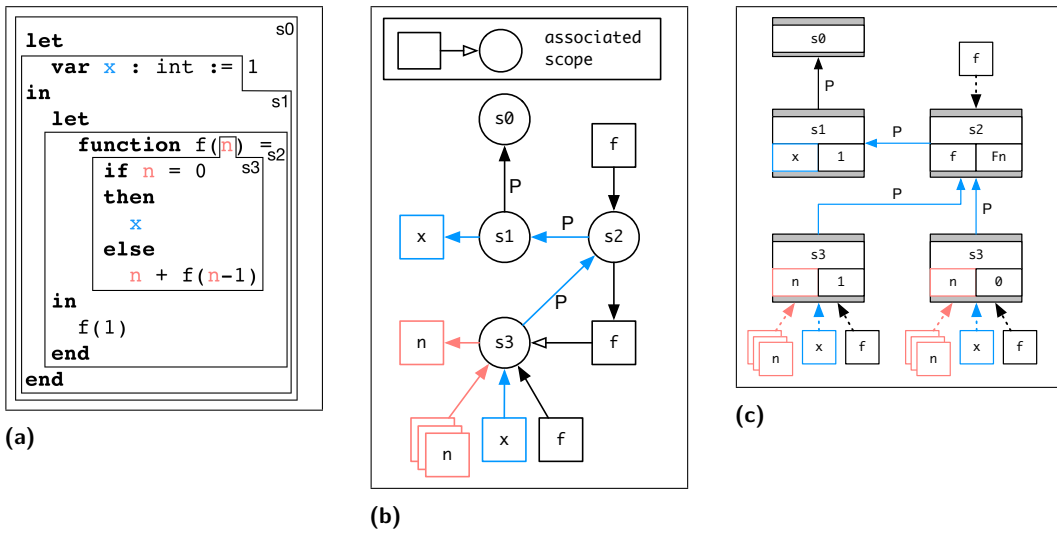 s0
let
var x : int := 1
in
s1
let
function f(n) =
s2
if n = 0
s3
then
x
else
n + f(n-1)
in
f(1)
end
end
(a)
associated
scope
s0
f
P
x
s1
P
s2
P
n
s3
f
n
x
f
(b)
s0
f
P
s1
P
s2
x 1
f Fn
P
P
s3
s3
n 1
n 0
n
x
f
n
x
f
(c)